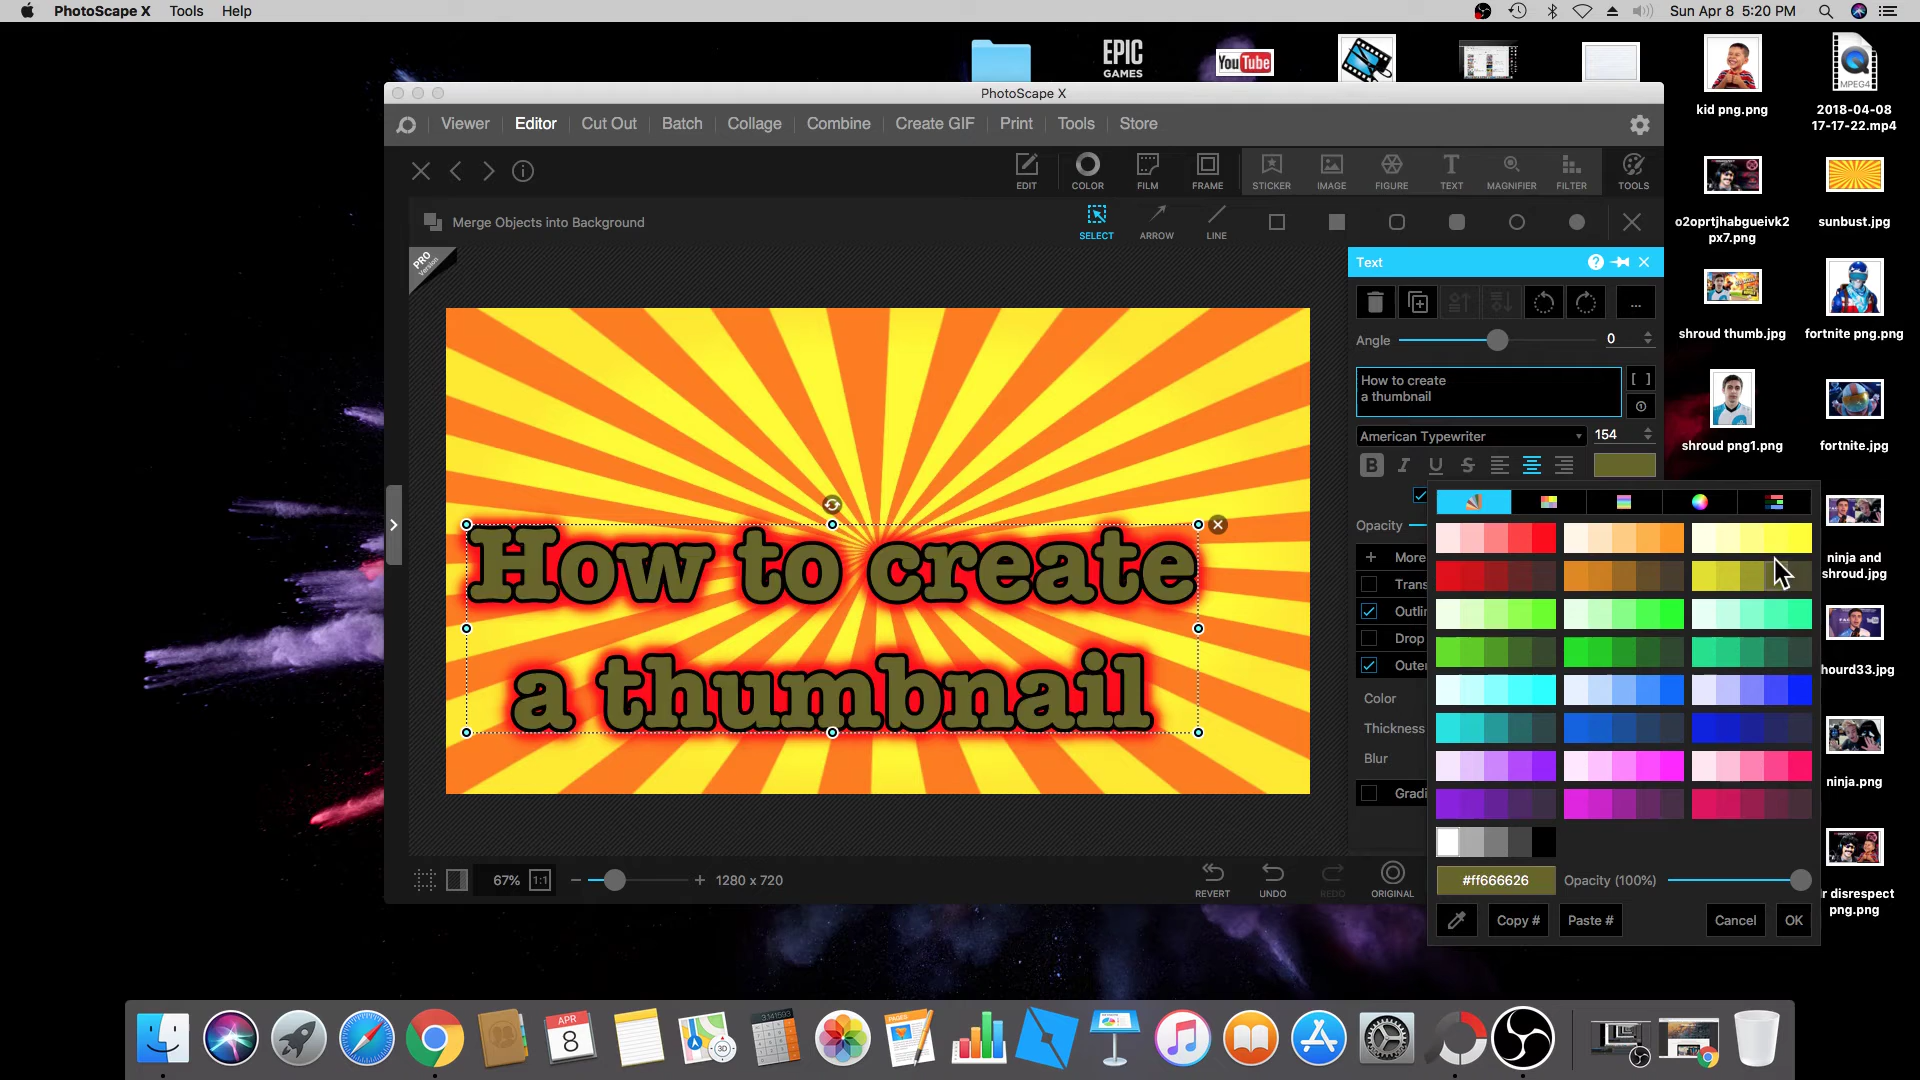 PhotoScape X Tools Help
Sun Apr 8 5:20 PM
EPIC
GAMES
YouTube
MPEG4
kid png.png
2018-04-08
17-17-22.mp4
PhotoScape X
Viewer Editor Cut Out Batch Collage Combine Create GIF Print Tools Store
EDIT COLOR FILM FRAME STICKER IMAGE FIGURE TEXT MAGNIFIER FILTER TOOLS
o2oprtjhabgueivk2
px7.png
sunbust.jpg
Merge Objects into Background
SELECT ARROW LINE
PRO
Version
Text
...
shroud thumb.jpg
fortnite png.png
Angle 0
How to create
a thumbnail
American Typewriter 154
B I U S
shroud png1.png
fortnite.jpg
Opacity
More
Trans
Outli
Drop
Oute
Color
Thickness
Blur
Gradi
How to create
a thumbnail
ninja and
shroud.jpg
hourd33.jpg
ninja.png
r disrespect
png.png
#ff666626 Opacity (100%)
Copy # Paste # Cancel OK
67% 1:1 1280 x 720
REVERT UNDO REDO ORIGINAL
APR
8
3D
PAGES